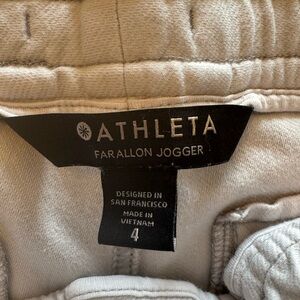 ATHLETA
FARALLON JOGGER
DESIGNED IN
SAN FRANCISCO
MADE IN
VIETNAM
4